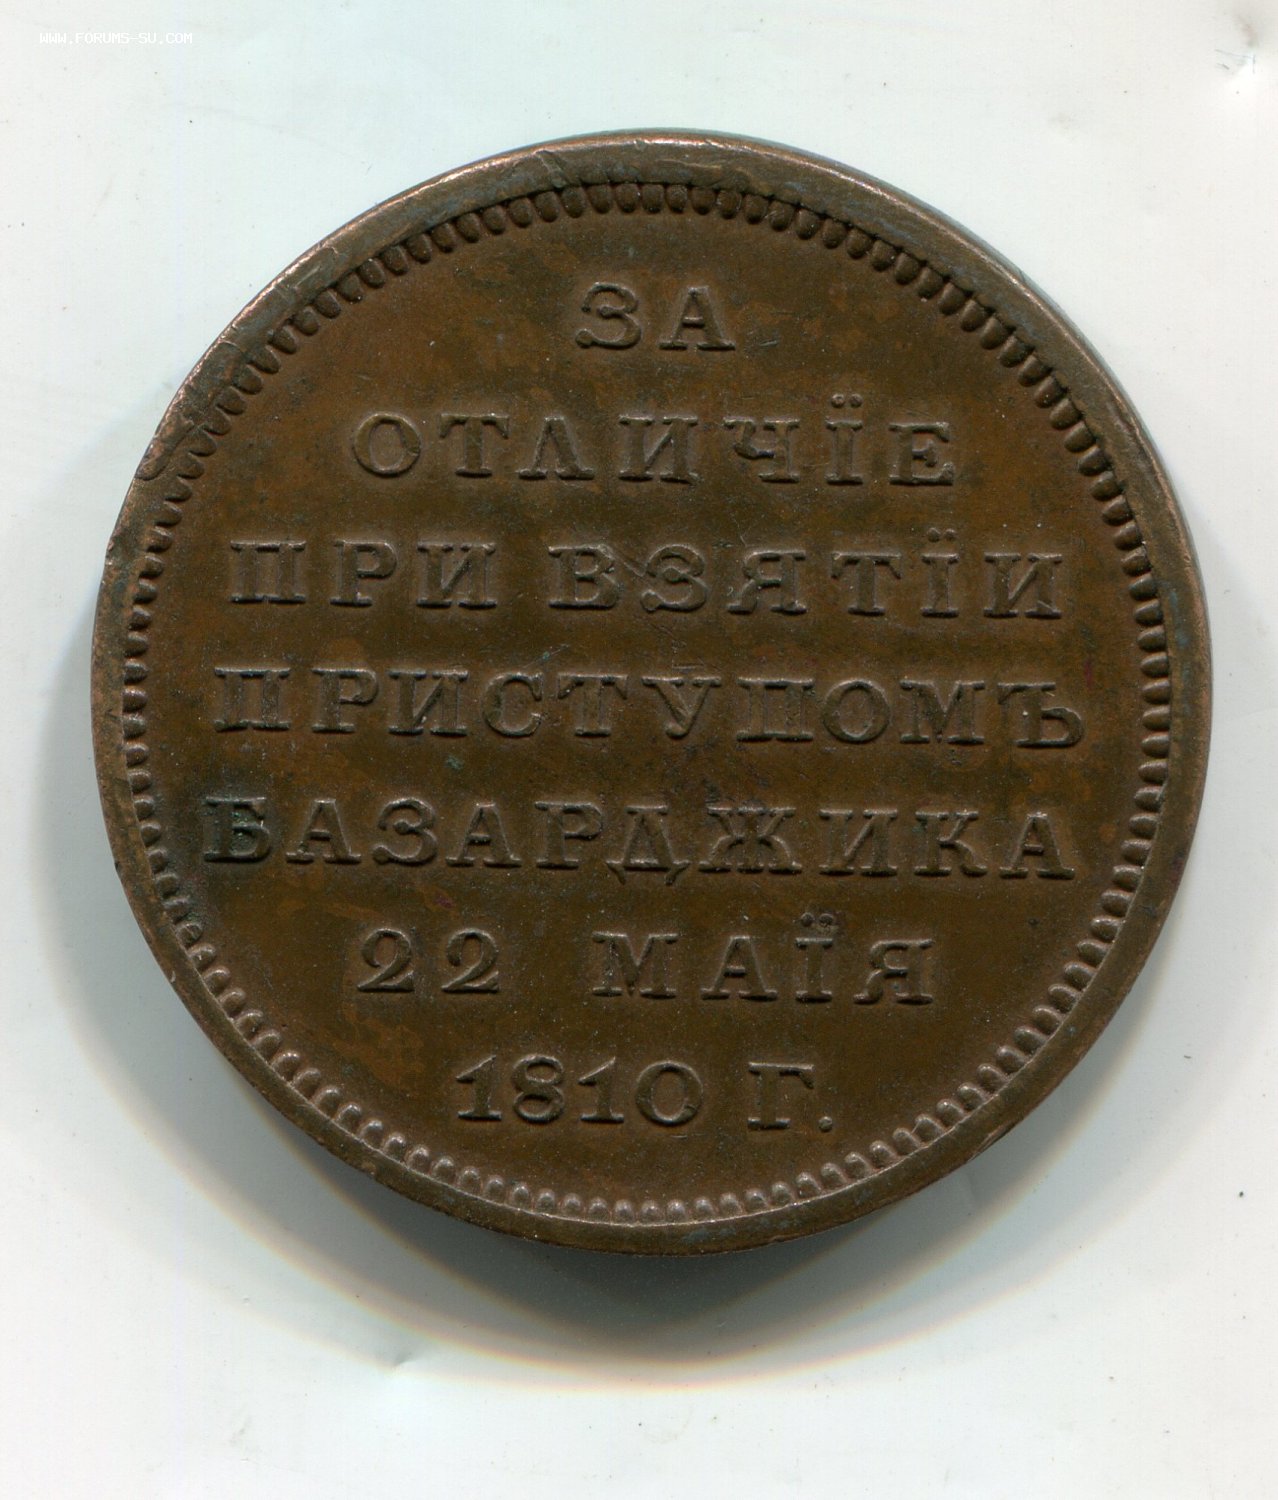 WWW.FORUMS-SU.COM
ЗА
ОТЛИЧЇЕ
ПРИ ВЗЯТЇИ
ПРИСТУПОМЪ
БАЗАРДЖИКА
22 МАЇЯ
1810 Г.